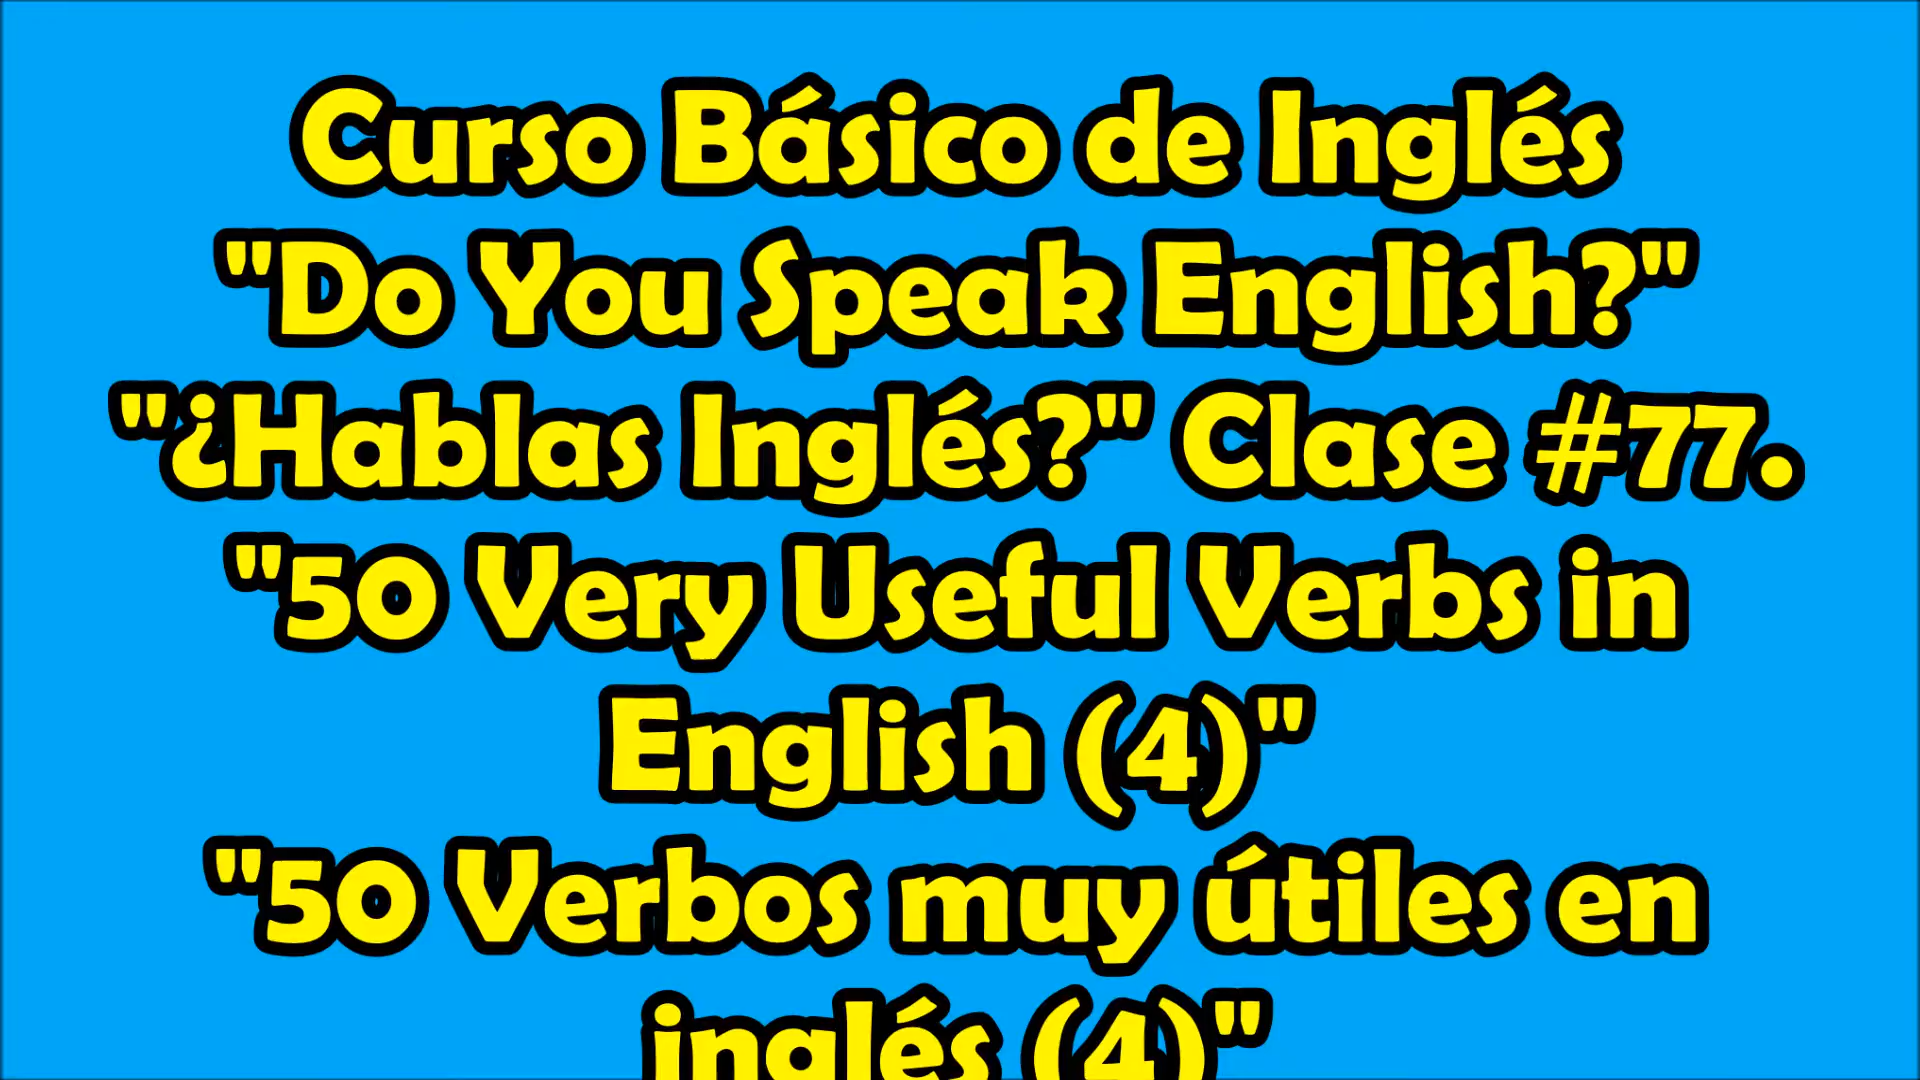 Curso Básico de Inglés
"Do You Speak English?"
"¿Hablas Inglés?" Clase #77.
"50 Very Useful Verbs in
English (4)"
"50 Verbos muy útiles en
inglés (4)"